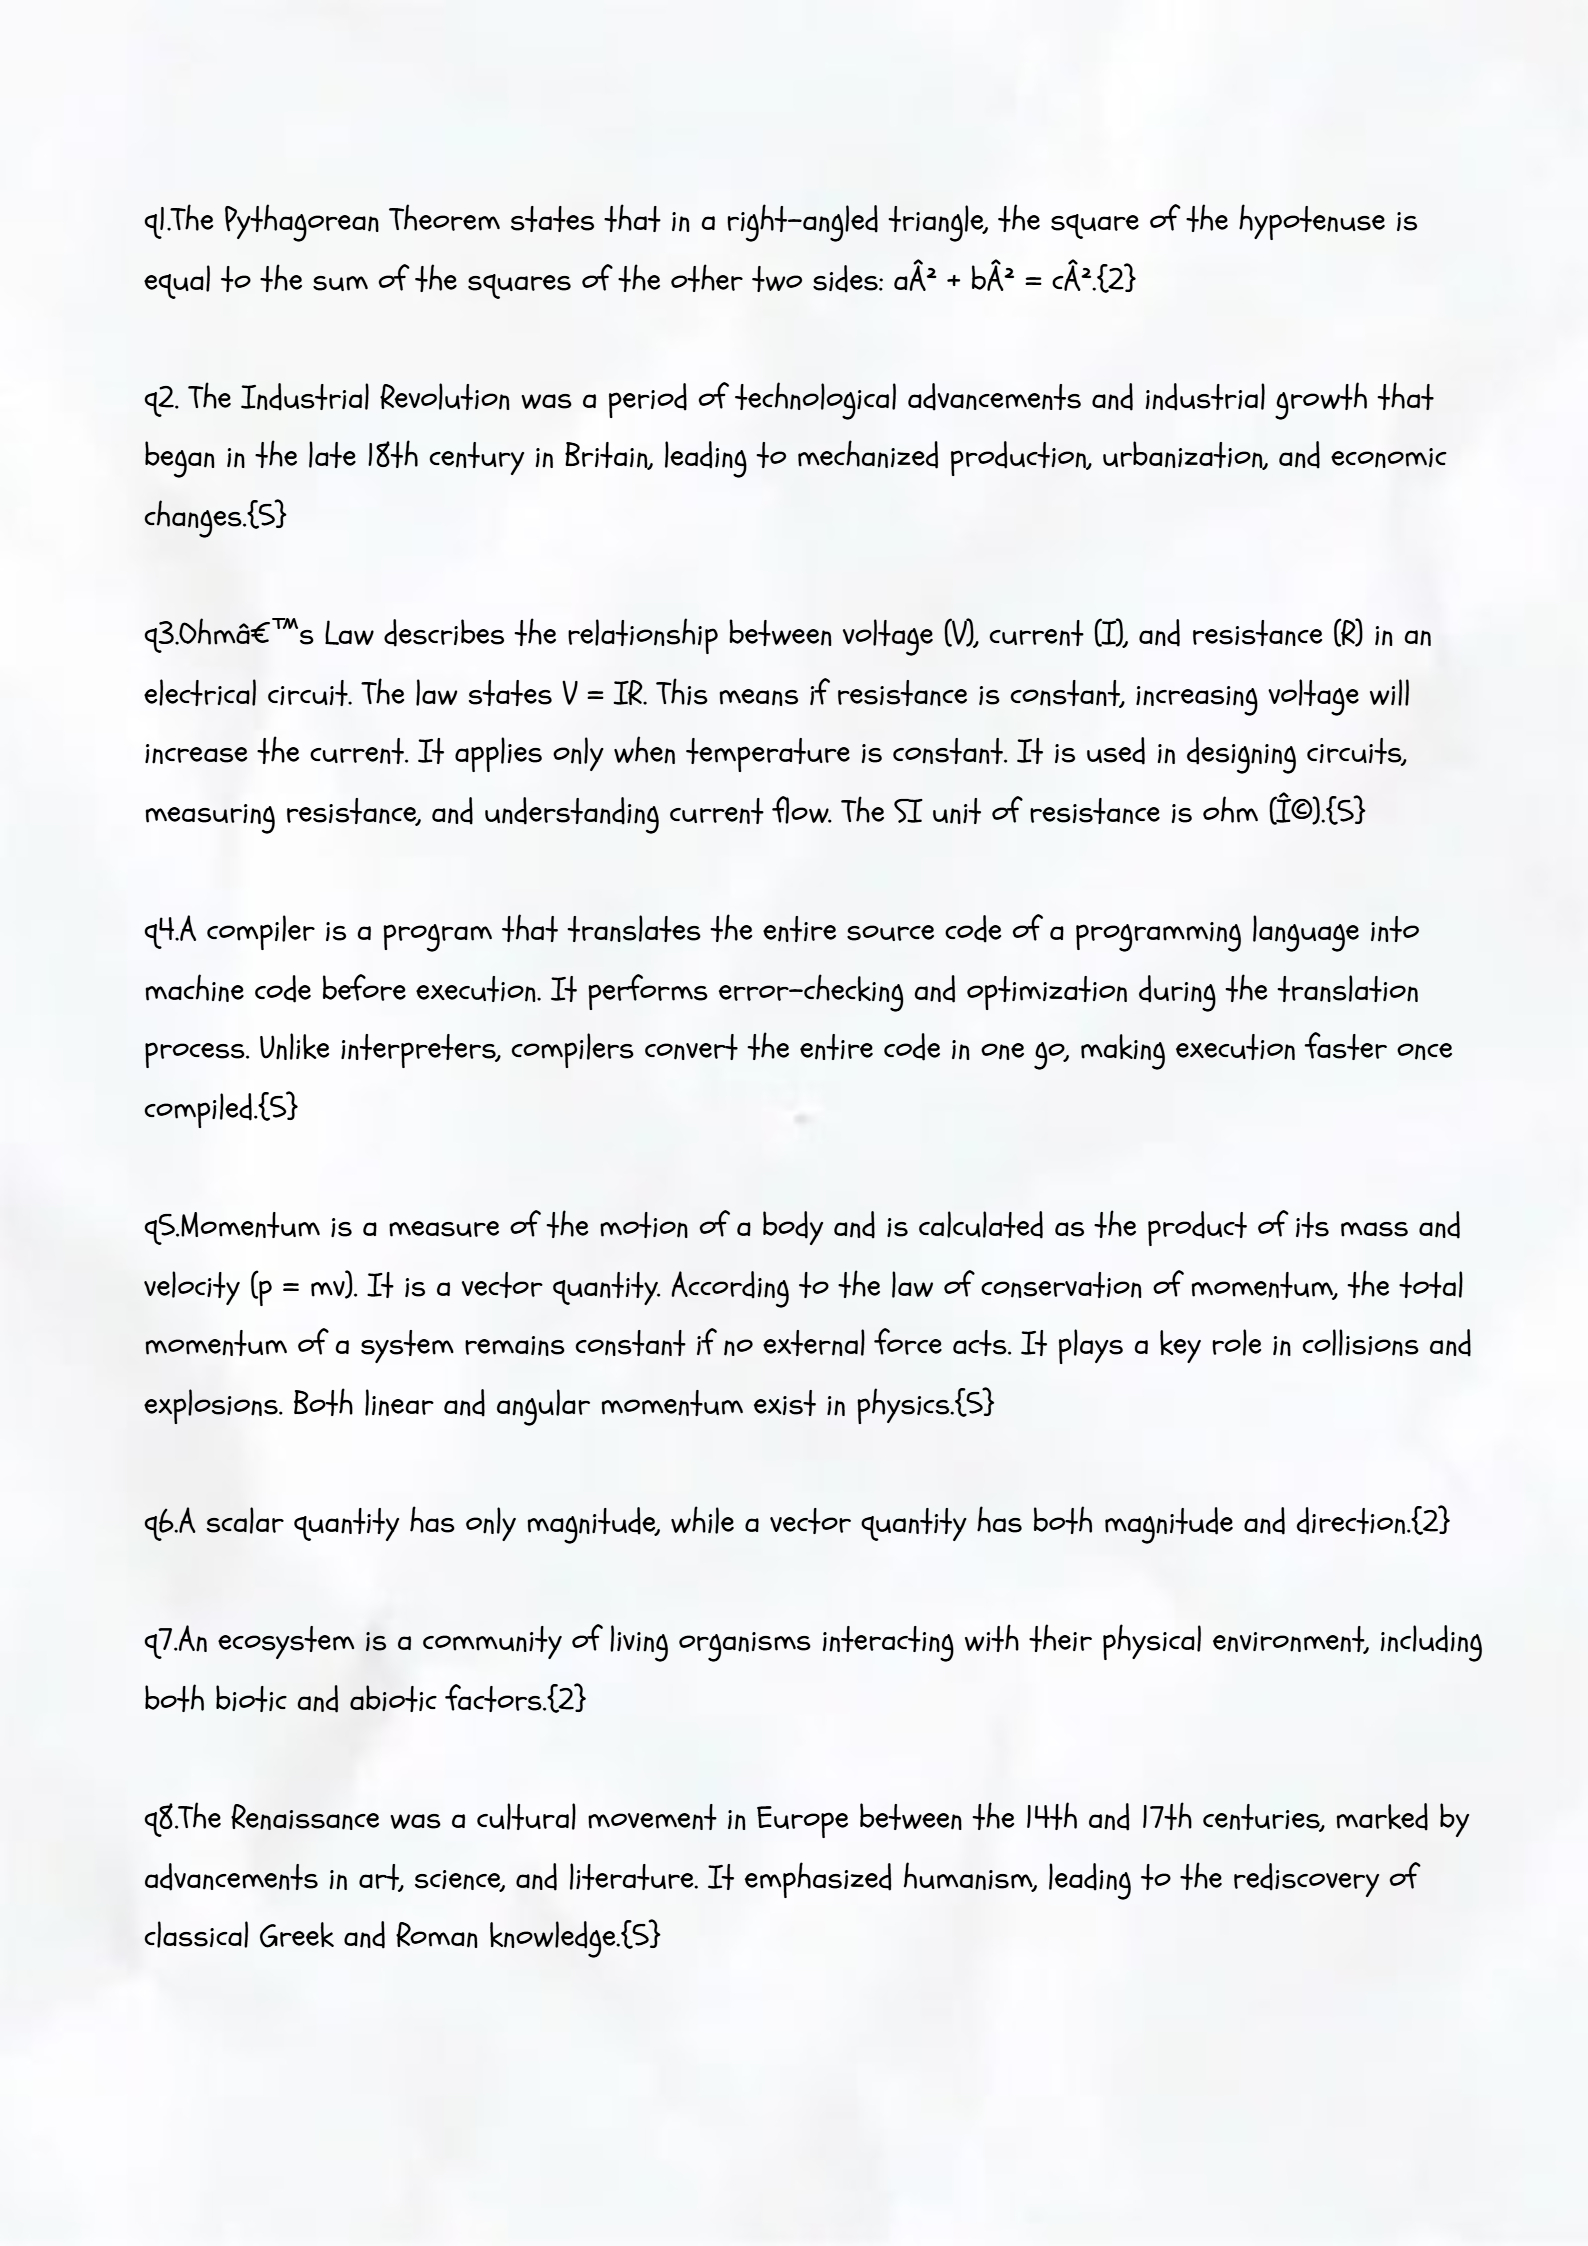 q1.The Pythagorean Theorem states that in a right-angled triangle, the square of the hypotenuse is
equal to the sum of the squares of the other two sides: aÂ² + bÂ² = cÂ².{2}
q2. The Industrial Revolution was a period of technological advancements and industrial growth that
began in the late 18th century in Britain, leading to mechanized production, urbanization, and economic
changes.{5}
q3.Ohmâ€™s Law describes the relationship between voltage (V), current (I), and resistance (R) in an
electrical circuit. The law states V = IR. This means if resistance is constant, increasing voltage will
increase the current. It applies only when temperature is constant. It is used in designing circuits,
measuring resistance, and understanding current flow. The SI unit of resistance is ohm (Î©).{5}
q4.A compiler is a program that translates the entire source code of a programming language into
machine code before execution. It performs error-checking and optimization during the translation
process. Unlike interpreters, compilers convert the entire code in one go, making execution faster once
compiled.{5}
q5.Momentum is a measure of the motion of a body and is calculated as the product of its mass and
velocity (p = mv). It is a vector quantity. According to the law of conservation of momentum, the total
momentum of a system remains constant if no external force acts. It plays a key role in collisions and
explosions. Both linear and angular momentum exist in physics.{5}
q6.A scalar quantity has only magnitude, while a vector quantity has both magnitude and direction.{2}
q7.An ecosystem is a community of living organisms interacting with their physical environment, including
both biotic and abiotic factors.{2}
q8.The Renaissance was a cultural movement in Europe between the 14th and 17th centuries, marked by
advancements in art, science, and literature. It emphasized humanism, leading to the rediscovery of
classical Greek and Roman knowledge.{5}